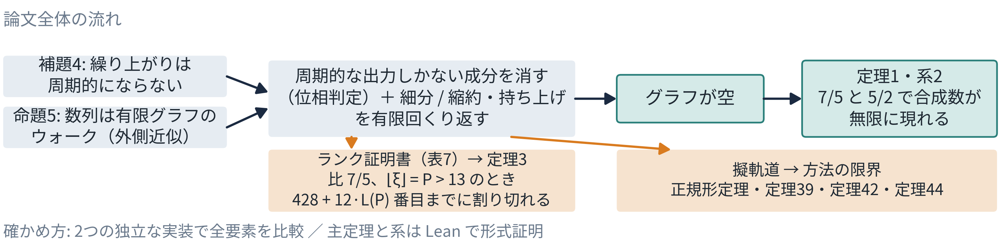 論文全体の流れ
補題4: 繰り上がりは
周期的にならない
命題5: 数列は有限グラフの
ウォーク（外側近似）
周期的な出力しかない成分を消す
（位相判定）＋ 細分 / 縮約・持ち上げ
を有限回くり返す
グラフが空
定理1・系2
7/5 と 5/2 で合成数が
無限に現れる
ランク証明書（表7）→ 定理3
比 7/5、⌊ξ⌋ = P > 13 のとき
428 + 12·L(P) 番目までに割り切れる
擬軌道 → 方法の限界
正規形定理・定理39・定理42・定理44
確かめ方: 2つの独立な実装で全要素を比較 ／ 主定理と系は Lean で形式証明